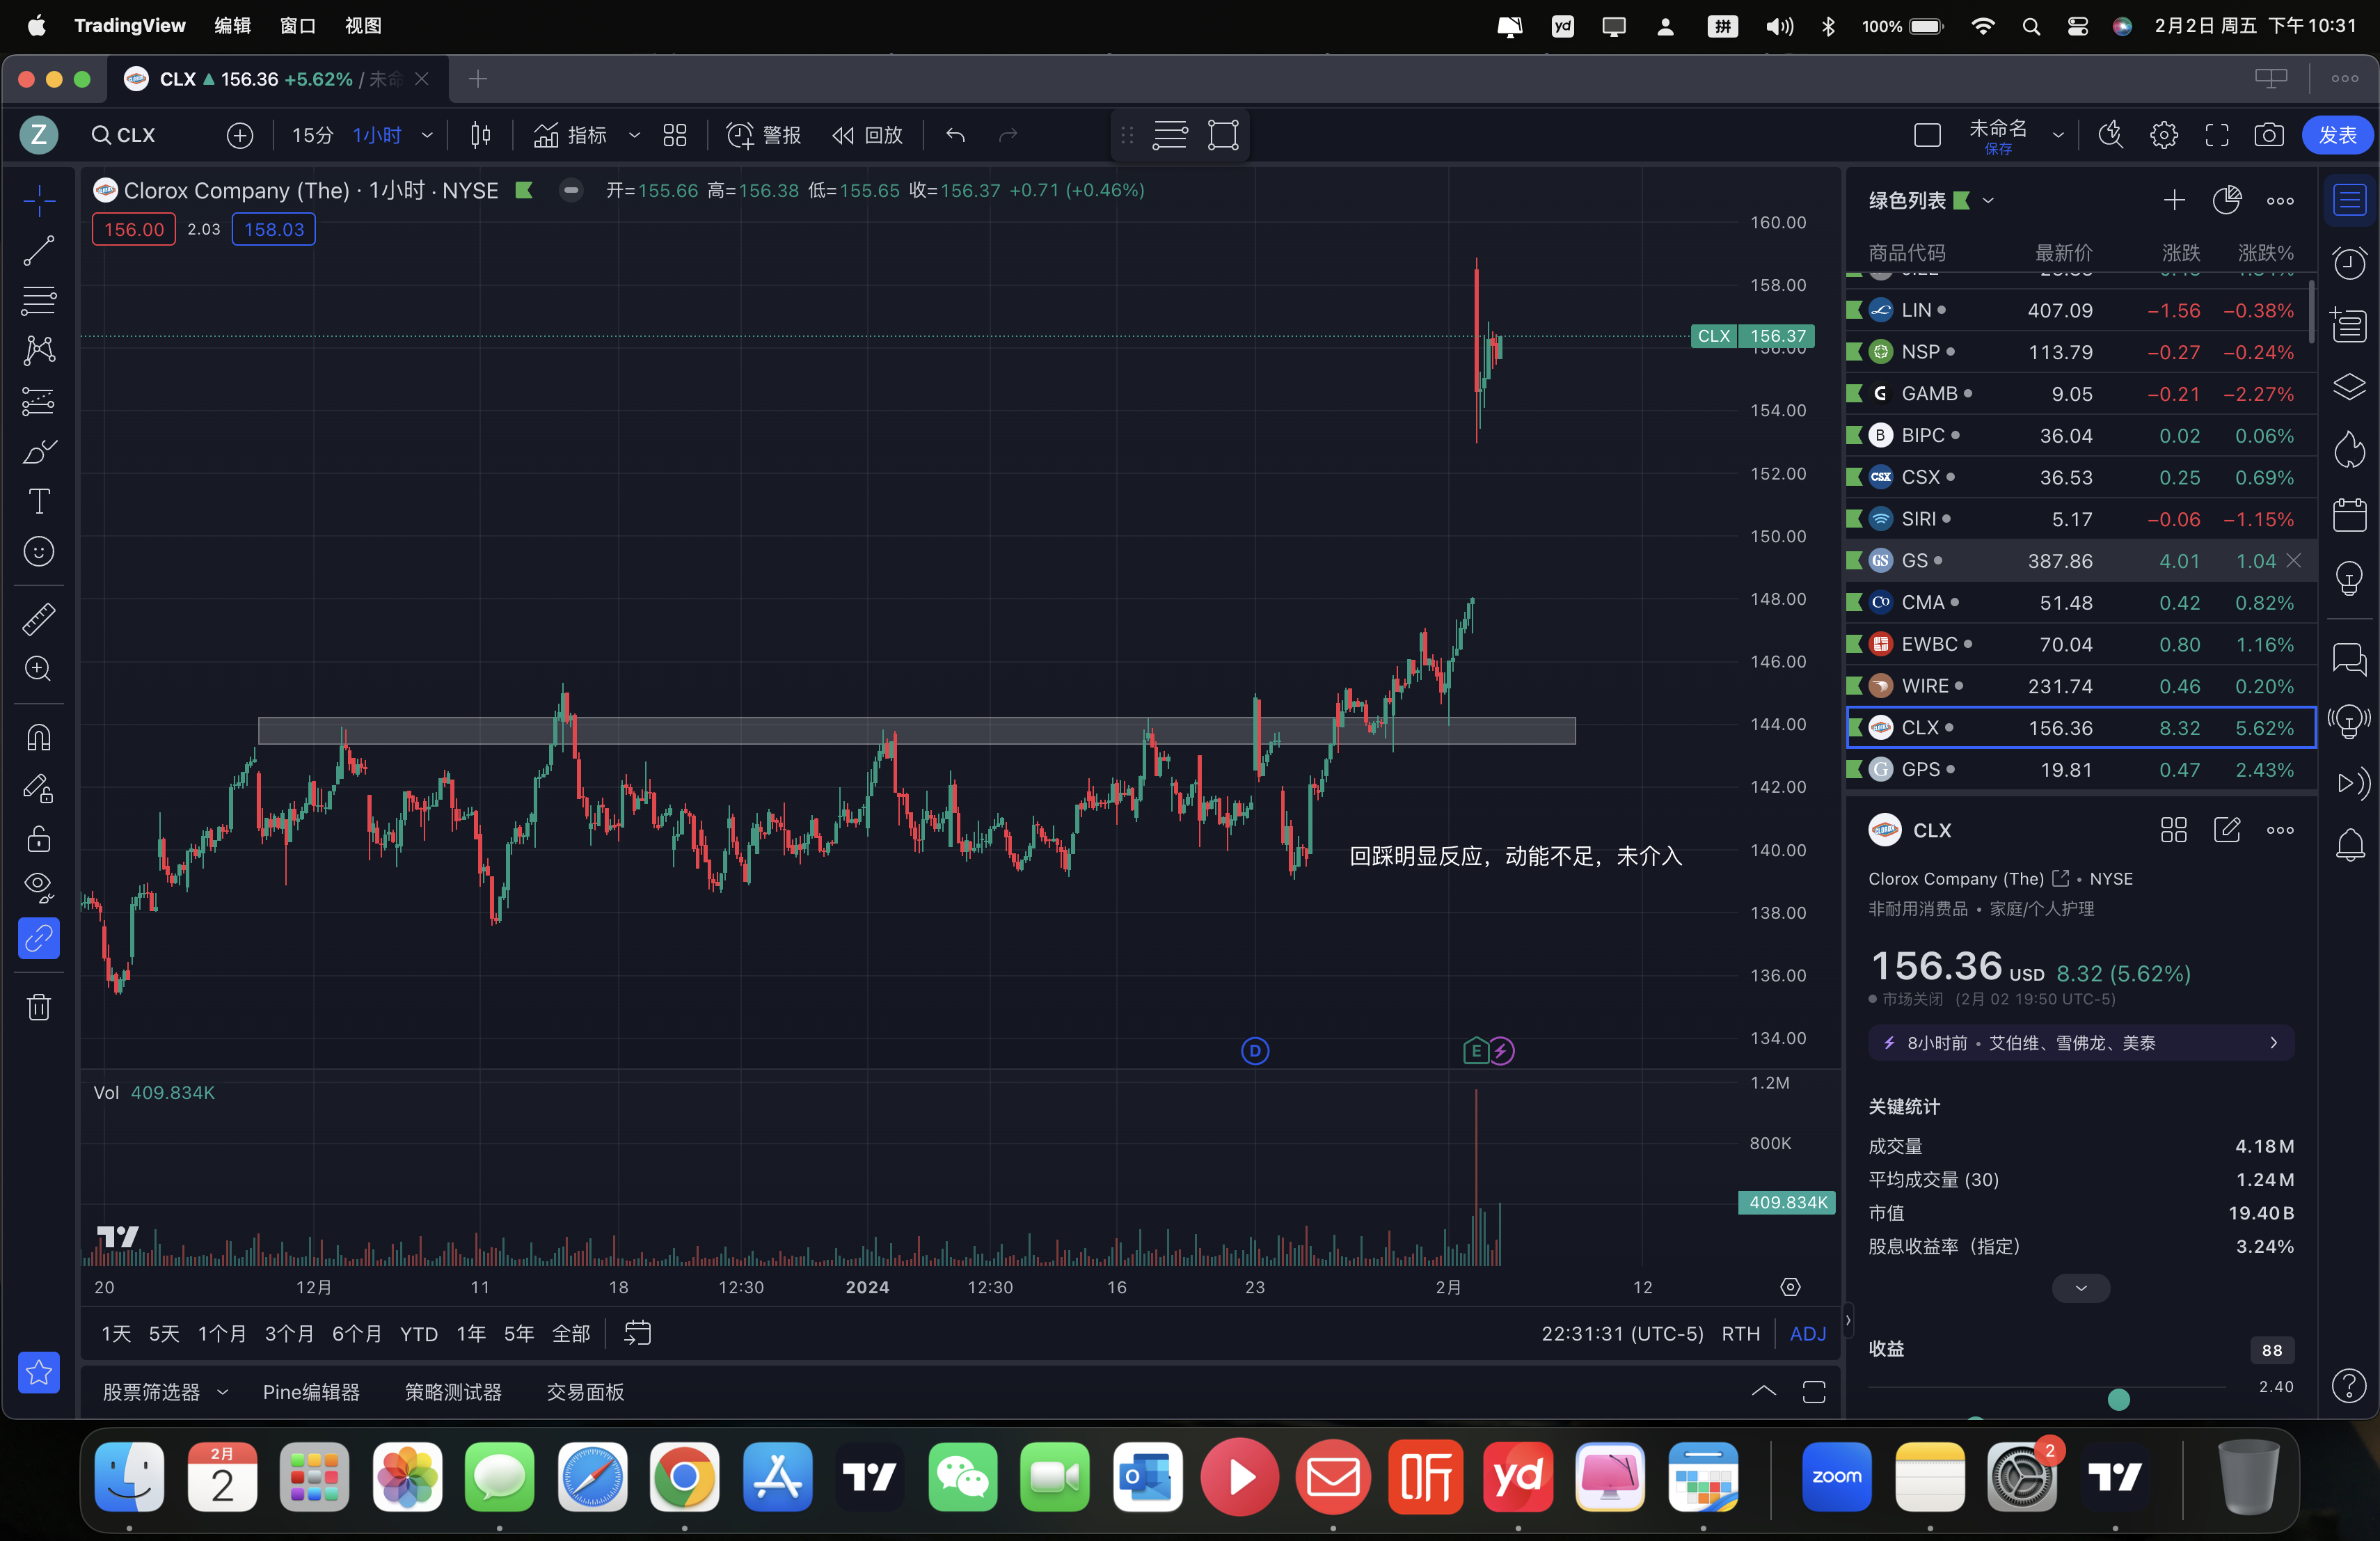 TradingView 编辑 窗口 视图 yd 拼 100% 2月2日 周五 下午10:31
CLX 156.36 +5.62% / 未命
Z CLX 15分 1小时 指标 警报 回放 未命名 发表
保存
Clorox Company (The) · 1小时 · NYSE 开=155.66 高=156.38 低=155.65 收=156.37 +0.71 (+0.46%)
156.00 2.03 158.03
160.00
158.00
CLX 156.37
154.00
152.00
150.00
148.00
146.00
144.00
142.00
140.00
138.00
136.00
134.00
回踩明显反应，动能不足，未介入
D E
Vol 409.834K
1.2M
800K
409.834K
20 12月 11 18 12:30 2024 12:30 16 23 2月 12
1天 5天 1个月 3个月 6个月 YTD 1年 5年 全部 22:31:31 (UTC-5) RTH ADJ
股票筛选器 Pine编辑器 策略测试器 交易面板
绿色列表
商品代码 最新价 涨跌 涨跌%
LIN 407.09 −1.56 −0.38%
NSP 113.79 −0.27 −0.24%
G GAMB 9.05 −0.21 −2.27%
B BIPC 36.04 0.02 0.06%
CSX CSX 36.53 0.25 0.69%
SIRI 5.17 −0.06 −1.15%
GS GS 387.86 4.01 1.04
Co CMA 51.48 0.42 0.82%
EWBC 70.04 0.80 1.16%
WIRE 231.74 0.46 0.20%
CLX 156.36 8.32 5.62%
G GPS 19.81 0.47 2.43%
CLOROX CLX
Clorox Company (The) • NYSE
非耐用消费品 • 家庭/个人护理
156.36 USD 8.32 (5.62%)
市场关闭 (2月 02 19:50 UTC-5)
8小时前 • 艾伯维、雪佛龙、美泰
关键统计
成交量 4.18M
平均成交量 (30) 1.24M
市值 19.40B
股息收益率（指定） 3.24%
收益 88
2.40
2月
2
O
听
yd
zoom
2